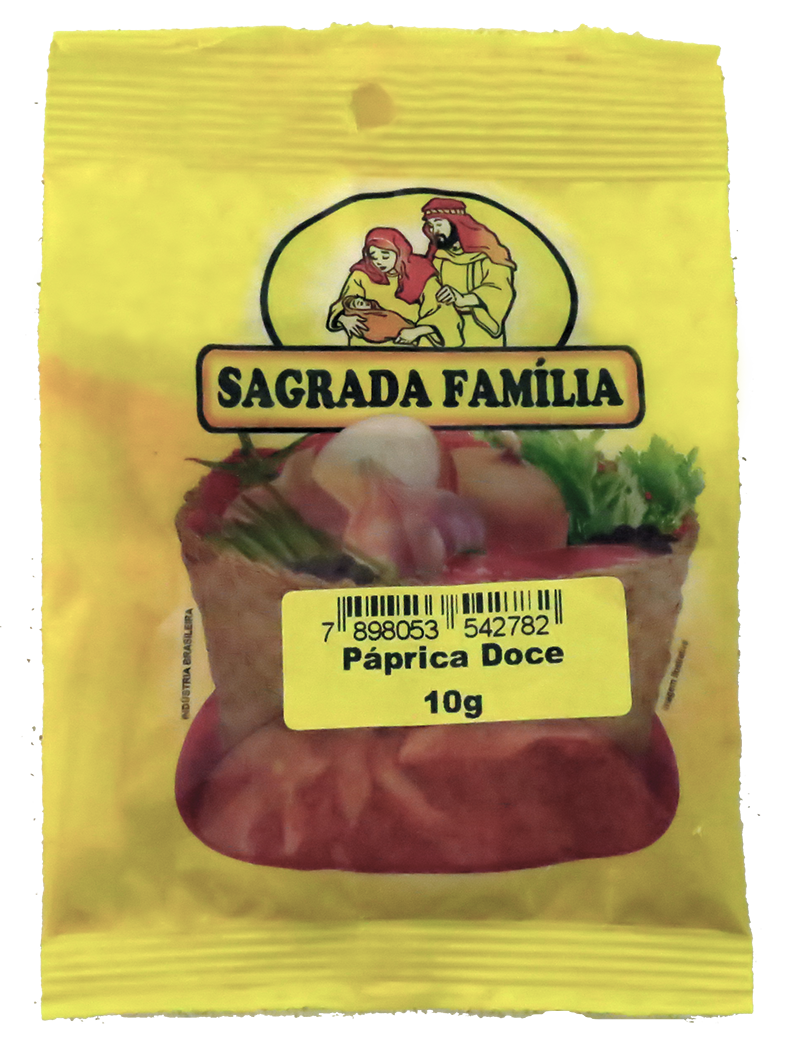 SAGRADA FAMÍLIA
7 898053 542782
Páprica Doce
10g
INDÚSTRIA BRASILEIRA